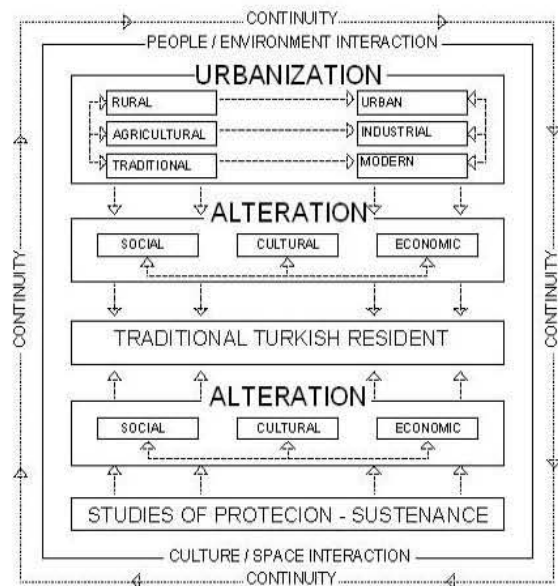 CONTINUITY
PEOPLE / ENVIRONMENT INTERACTION
URBANIZATION
RURAL URBAN
AGRICULTURAL INDUSTRIAL
TRADITIONAL MODERN
ALTERATION
SOCIAL CULTURAL ECONOMIC
CONTINUITY
CONTINUITY
TRADITIONAL TURKISH RESIDENT
ALTERATION
SOCIAL CULTURAL ECONOMIC
STUDIES OF PROTECION - SUSTENANCE
CULTURE / SPACE INTERACTION
CONTINUITY